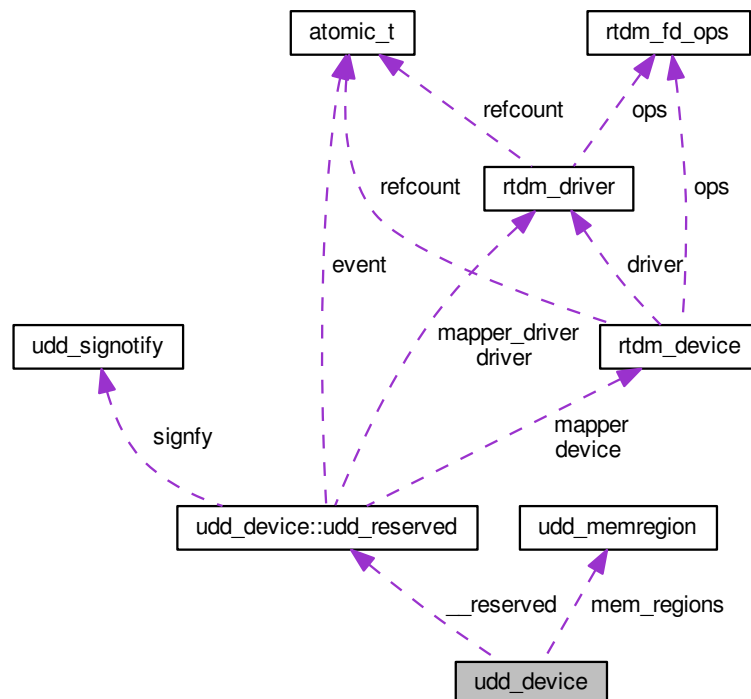 atomic_t
rtdm_fd_ops
refcount
ops
refcount
rtdm_driver
ops
event
driver
udd_signotify
mapper_driver
driver
rtdm_device
signfy
mapper
device
udd_device::udd_reserved
udd_memregion
__reserved
mem_regions
udd_device